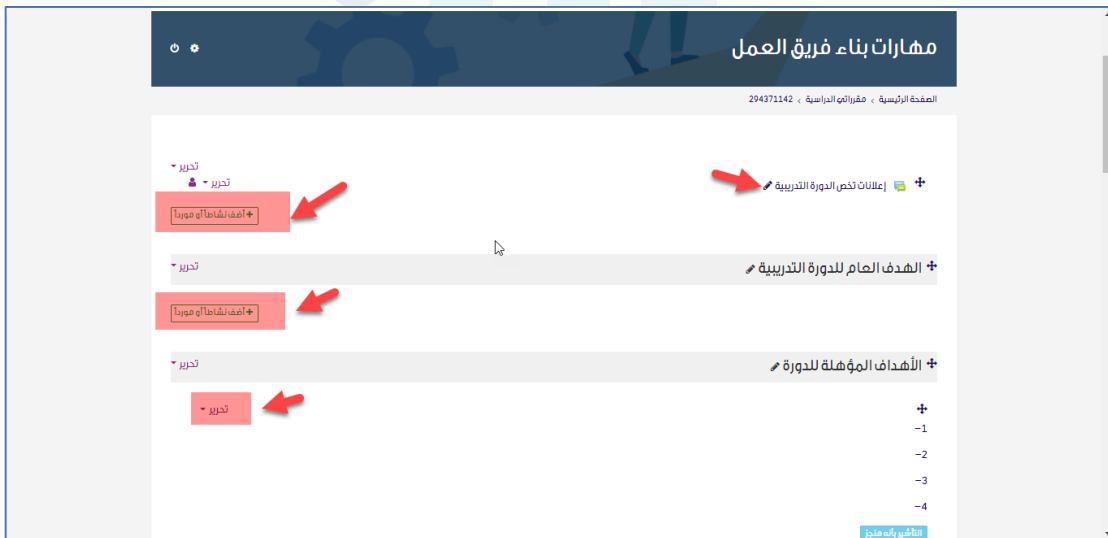 مهارات بناء فريق العمل
الصفحة الرئيسية › مقرراتي الدراسية › 294371142
تحرير
إعلانات تخص الدورة التدريبية
تحرير
+ أضف نشاطاً أو مورداً
الهدف العام للدورة التدريبية
تحرير
+ أضف نشاطاً أو مورداً
الأهداف المؤهلة للدورة
تحرير
تحرير
1-
2-
3-
4-
التأشير بأنه منجز